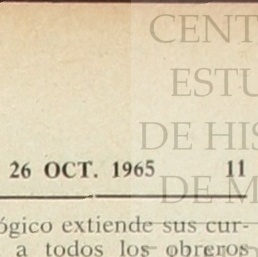 CENT
ESTU
DE HIS
26 OCT. 1965 11
DE M
ógico extiende sus cur-
a todos los obreros